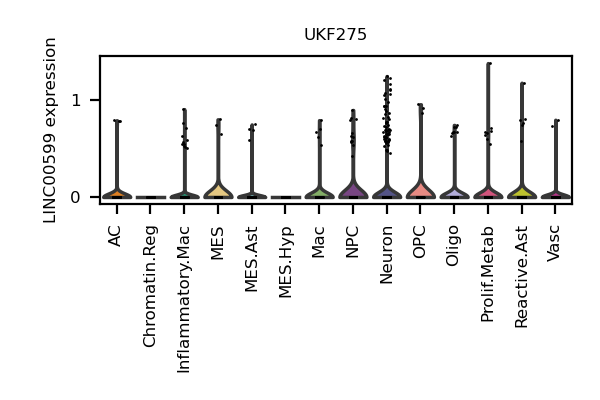 UKF275
LINC00599 expression
1
0
AC
Chromatin.Reg
Inflammatory.Mac
MES
MES.Ast
MES.Hyp
Mac
NPC
Neuron
OPC
Oligo
Prolif.Metab
Reactive.Ast
Vasc